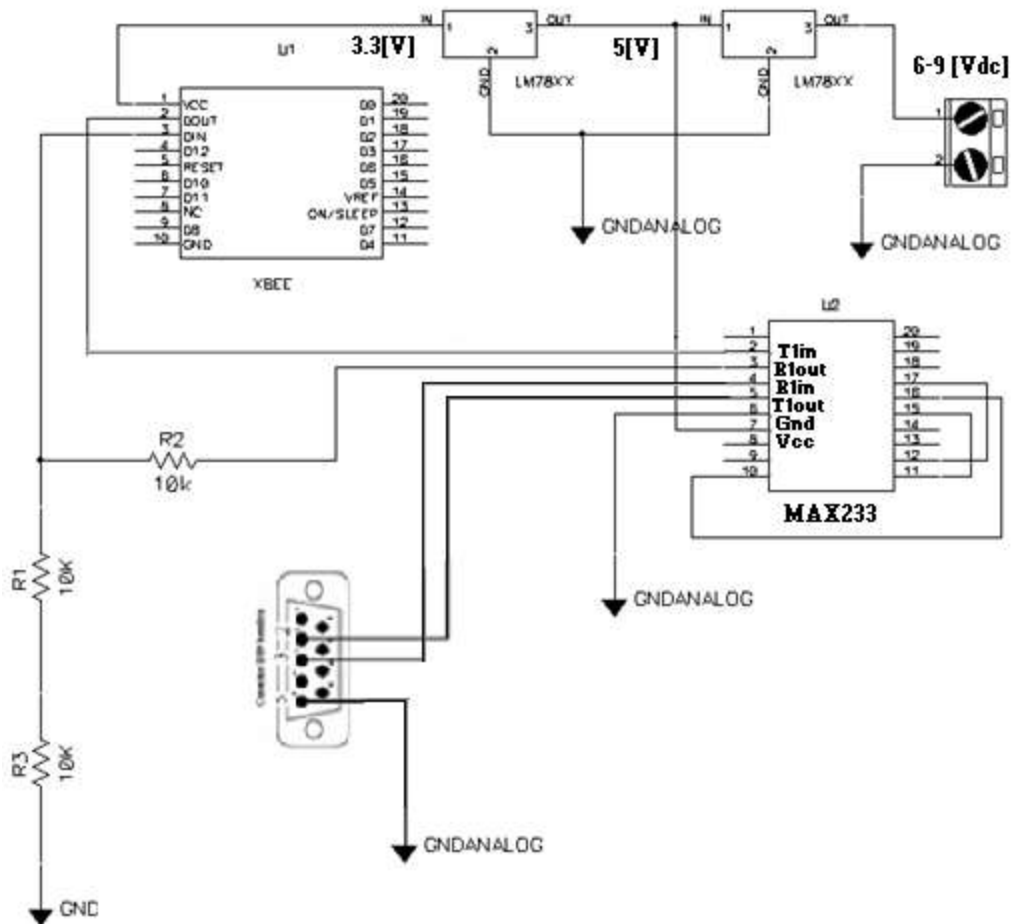 IN 1 3 OUT
2
GND
LM78XX
3.3[V]
5[V]
IN 1 3 OUT
2
GND
LM78XX
6-9 [Vdc]
1
2
GNDANALOG
GNDANALOG
U1
1 VCC
2 DOUT
3 DIN
4 D12
5 RESET
6 D10
7 D11
8 NC
9 D8
10 GND
20 D0
19 D1
18 D2
17 D3
16 D6
15 D5
14 VREF
13 ON/SLEEP
12 D7
11 D4
XBEE
U2
1
2 T1in
3 R1out
4 R1in
5 T1out
6 Gnd
7 Vcc
8
9
10
20
19
18
17
16
15
14
13
12
11
MAX233
GNDANALOG
R2
10k
R1
10K
R3
10K
GND
GNDANALOG